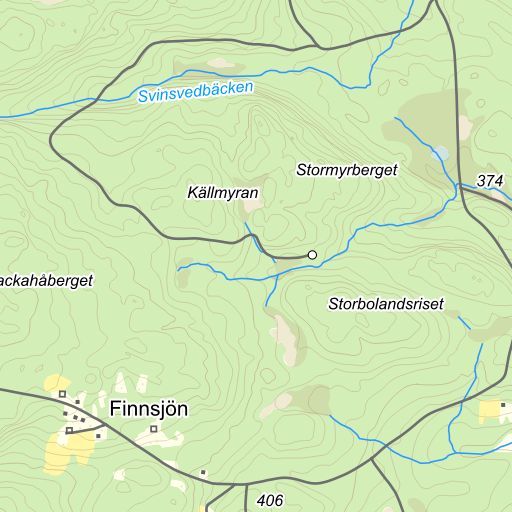 Svinsvedbäcken
Stormyrberget
374
Källmyran
ackahåberget
Storbolandsriset
Finnsjön
406